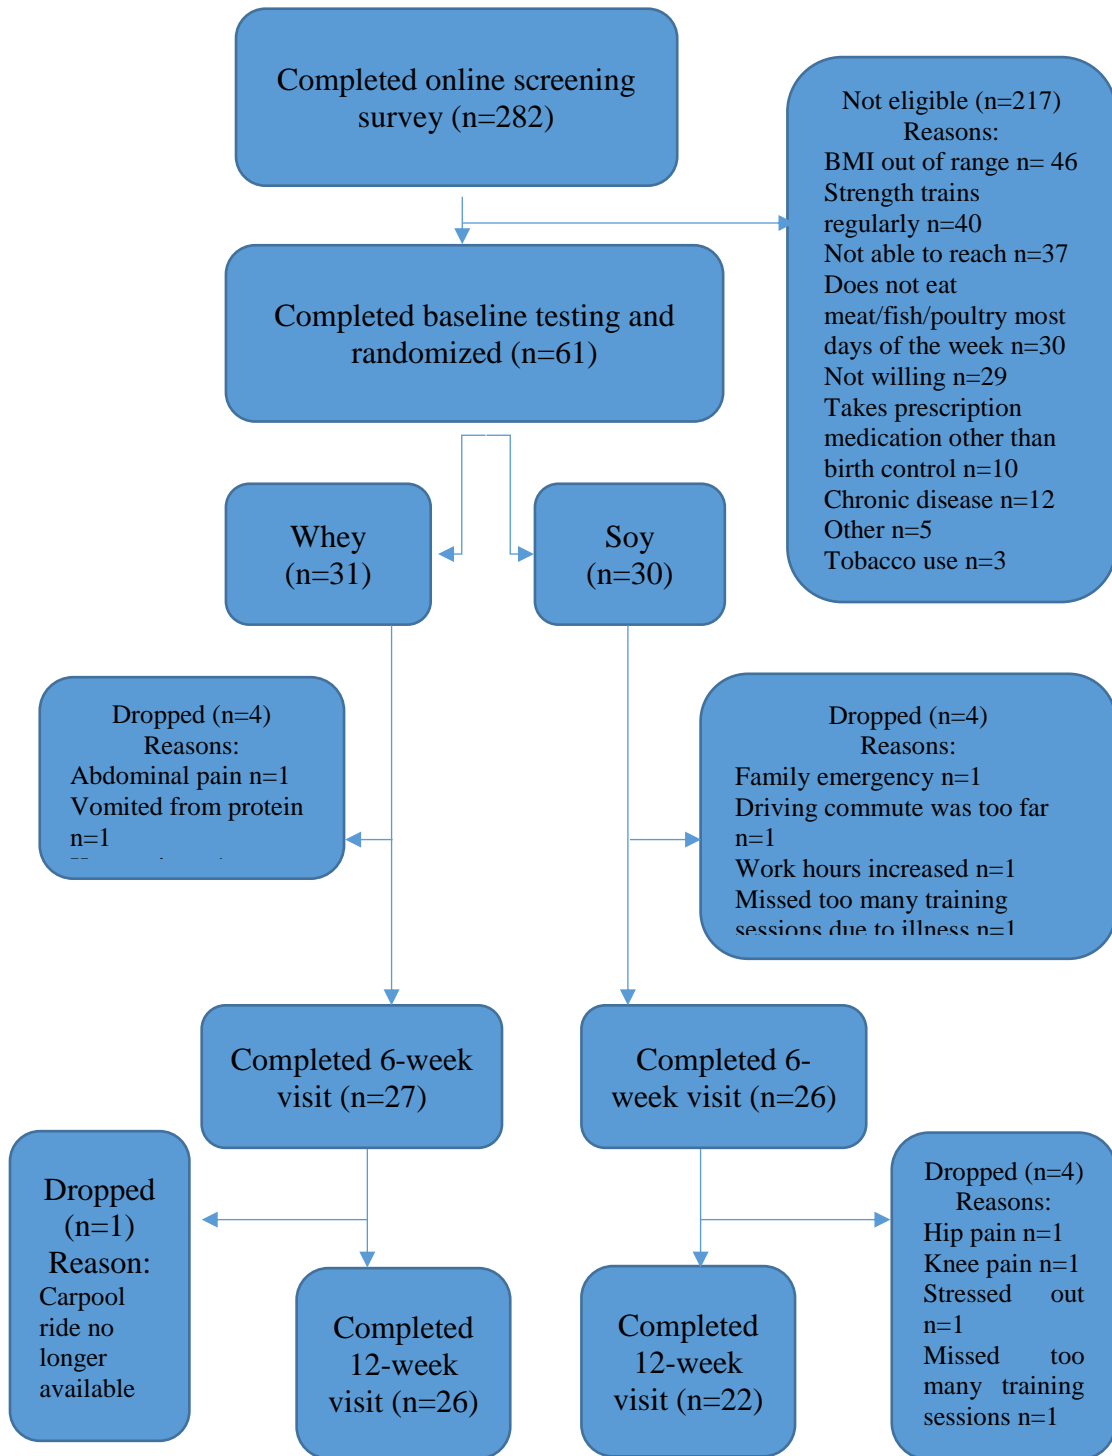 Completed online screening
survey (n=282)
Not eligible (n=217)
Reasons:
BMI out of range n= 46
Strength trains
regularly n=40
Not able to reach n=37
Does not eat
meat/fish/poultry most
days of the week n=30
Not willing n=29
Takes prescription
medication other than
birth control n=10
Chronic disease n=12
Other n=5
Tobacco use n=3
Completed baseline testing and
randomized (n=61)
Whey
(n=31)
Soy
(n=30)
Dropped (n=4)
Reasons:
Abdominal pain n=1
Vomited from protein
n=1
Dropped (n=4)
Reasons:
Family emergency n=1
Driving commute was too far
n=1
Work hours increased n=1
Missed too many training
sessions due to illness n=1
Completed 6-week
visit (n=27)
Completed 6-
week visit (n=26)
Dropped
(n=1)
Reason:
Carpool
ride no
longer
available
Completed
12-week
visit (n=26)
Completed
12-week
visit (n=22)
Dropped (n=4)
Reasons:
Hip pain n=1
Knee pain n=1
Stressed out
n=1
Missed too
many training
sessions n=1